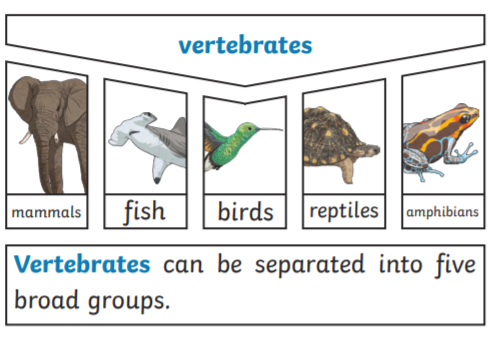 vertebrates
mammals fish birds reptiles amphibians
Vertebrates can be separated into five
broad groups.